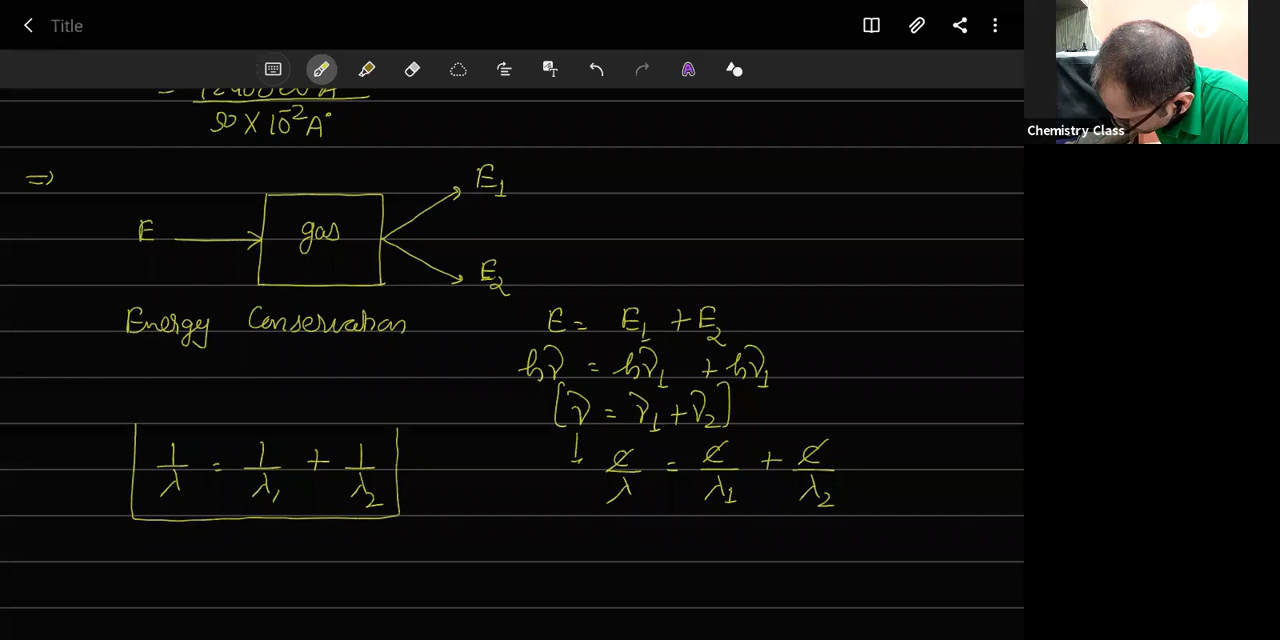 Title
Chemistry Class
90 X 10⁻² A°
⇒
E gas E₁
E₂
Energy Conservation
E = E₁ + E₂
hν = hν₁ + hν₁
[ν = ν₁ + ν₂]
↓ c/λ = c/λ₁ + c/λ₂
1/λ = 1/λ₁ + 1/λ₂